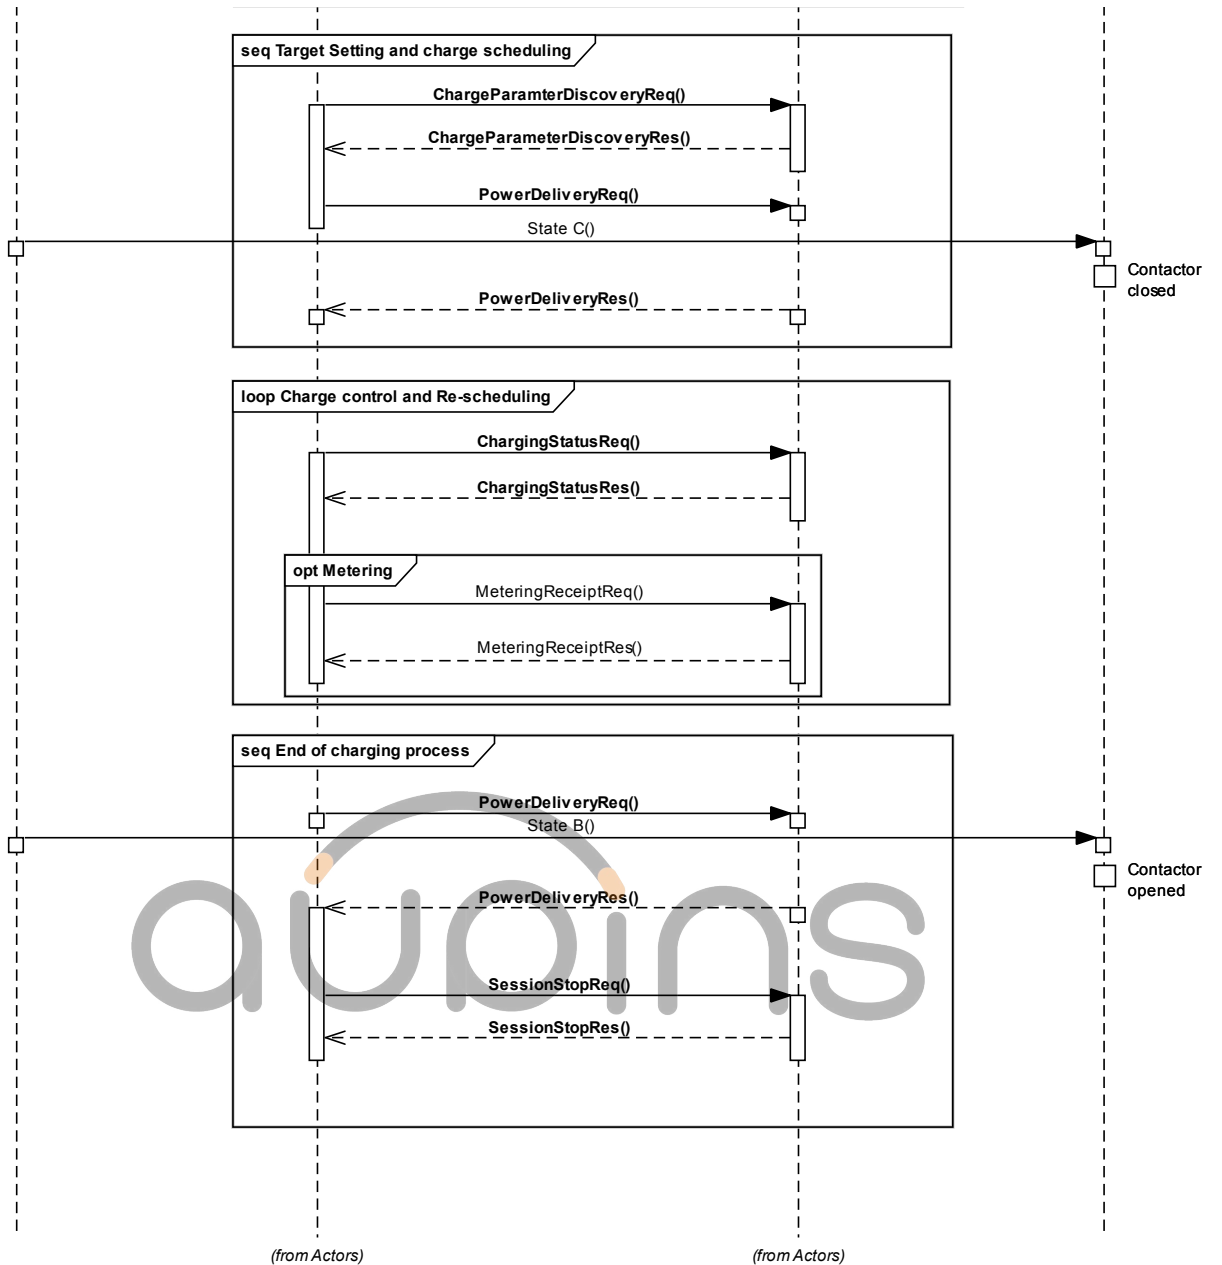 seq Target Setting and charge scheduling
ChargeParamterDiscoveryReq()
ChargeParameterDiscoveryRes()
PowerDeliveryReq()
State C()
Contactor
closed
PowerDeliveryRes()
loop Charge control and Re-scheduling
ChargingStatusReq()
ChargingStatusRes()
opt Metering
MeteringReceiptReq()
MeteringReceiptRes()
seq End of charging process
PowerDeliveryReq()
State B()
Contactor
opened
PowerDeliveryRes()
aupins
SessionStopReq()
SessionStopRes()
(from Actors)
(from Actors)